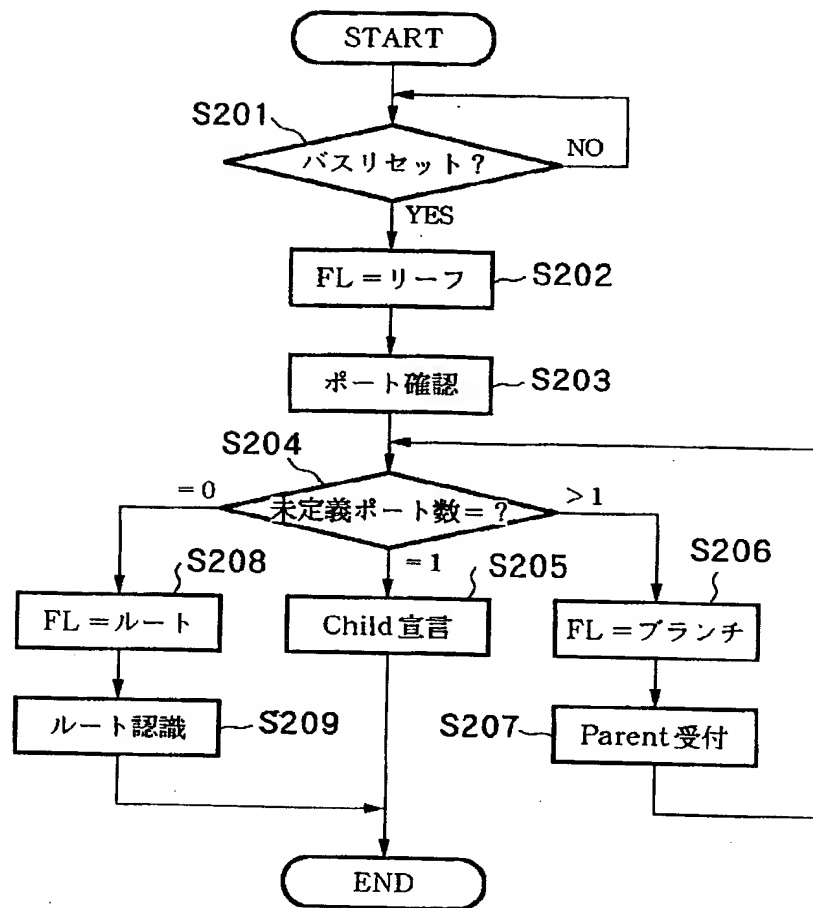 START
S201
バスリセット?
NO
YES
FL=リーフ
S202
ポート確認
S203
S204
=0
未定義ポート数=?
>1
=1
S208
S205
S206
FL=ルート
Child宣言
FL=ブランチ
ルート認識
S209
S207
Parent受付
END